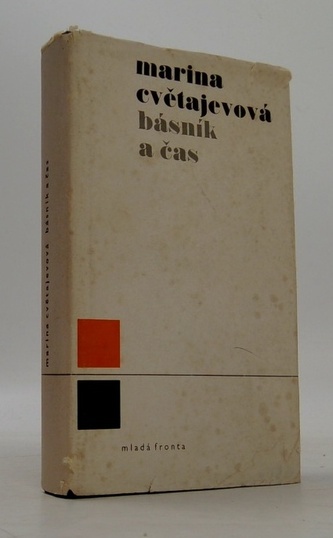 marina
cvětajevová
básník
a čas
mladá fronta
marina cvětajevová básník a čas